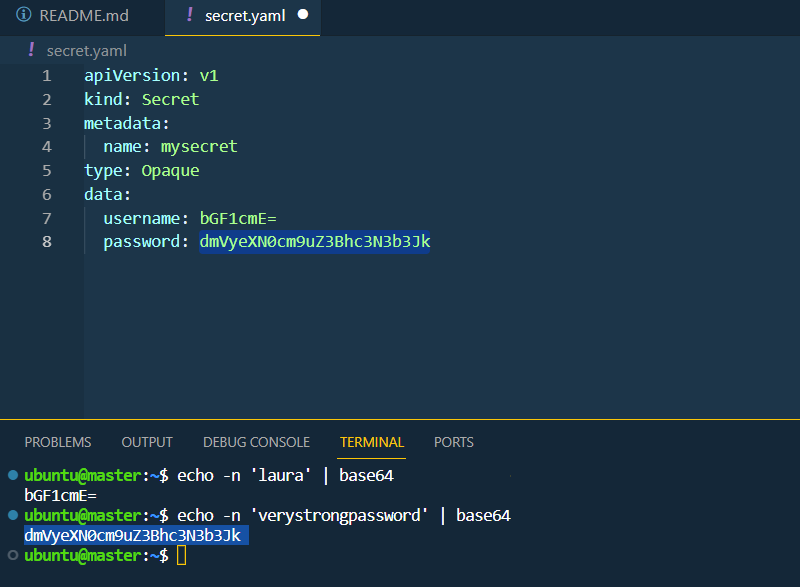 README.md
! secret.yaml
! secret.yaml
1 apiVersion: v1
2 kind: Secret
3 metadata:
4   name: mysecret
5 type: Opaque
6 data:
7   username: bGF1cmE=
8   password: dmVyeXN0cm9uZ3Bhc3N3b3Jk
PROBLEMS OUTPUT DEBUG CONSOLE TERMINAL PORTS
ubuntu@master:~$ echo -n 'laura' | base64
bGF1cmE=
ubuntu@master:~$ echo -n 'verystrongpassword' | base64
dmVyeXN0cm9uZ3Bhc3N3b3Jk
ubuntu@master:~$